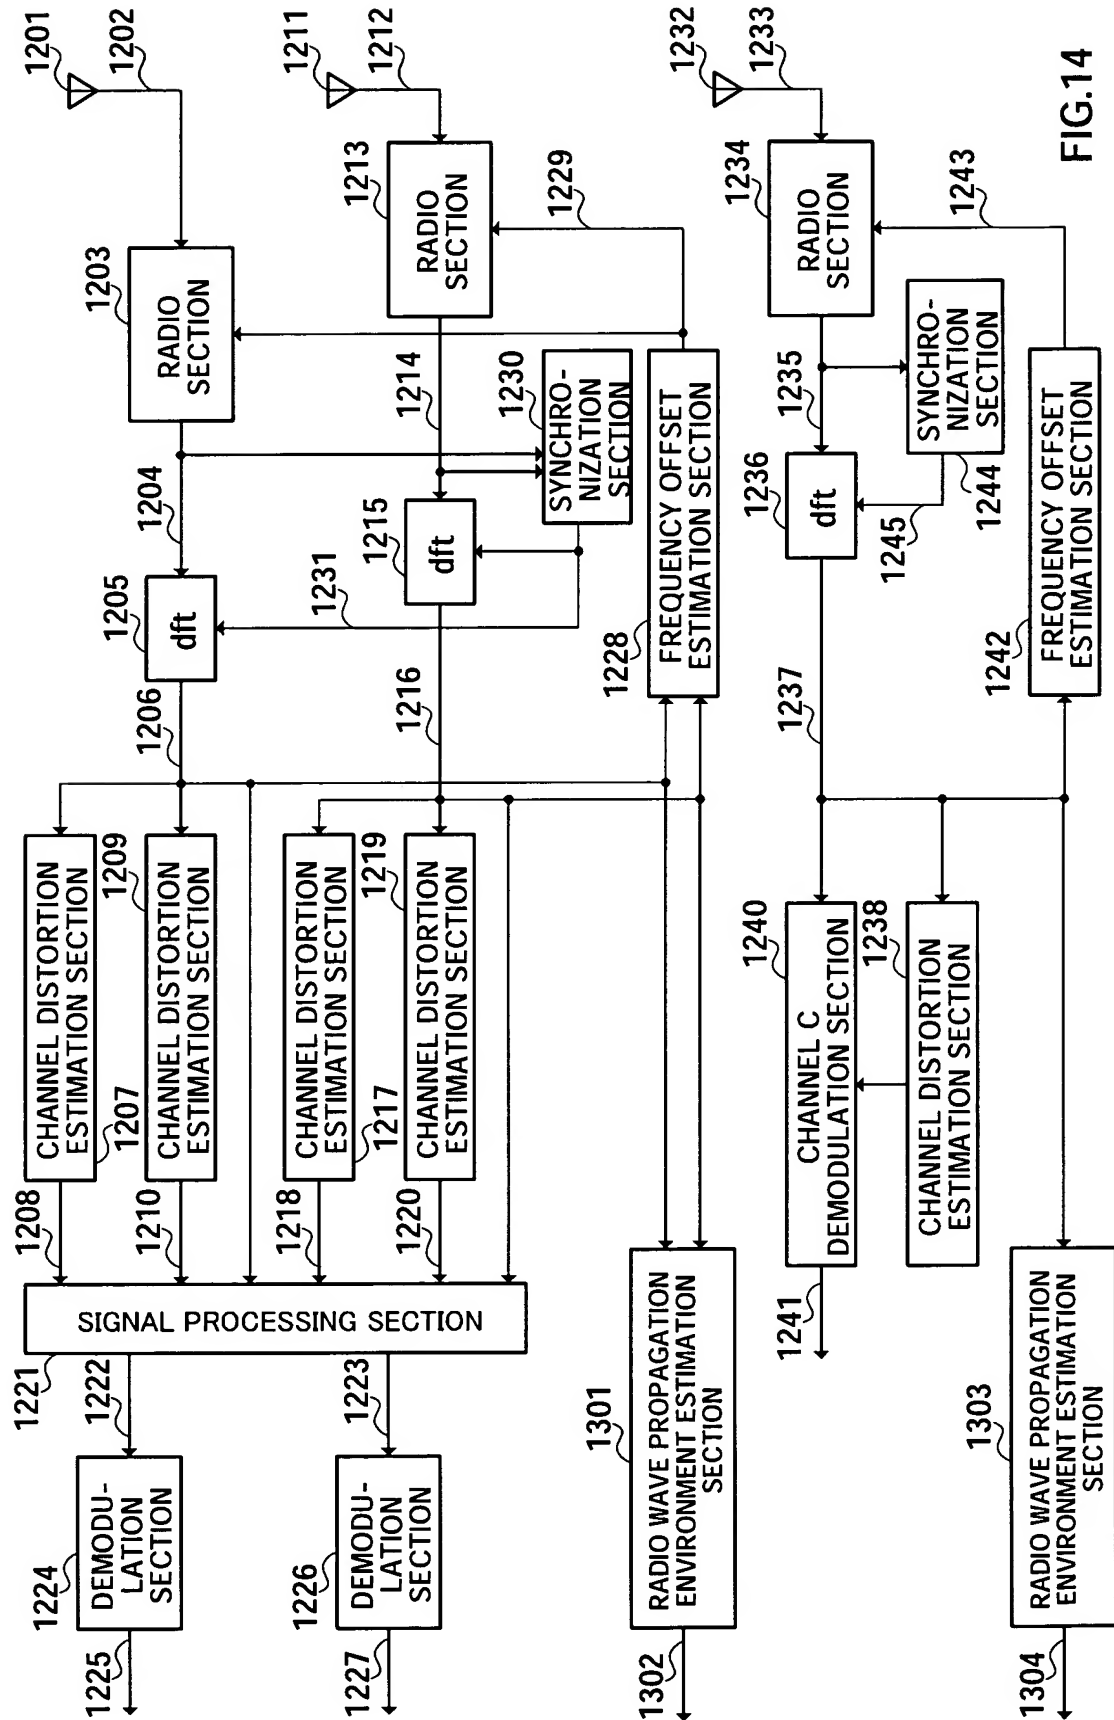 1201
1202
1203
RADIO
SECTION
1204
1205
dft
1206
CHANNEL DISTORTION
ESTIMATION SECTION
1207
1208
1209
CHANNEL DISTORTION
ESTIMATION SECTION
1210
1211
1212
1213
RADIO
SECTION
1229
1214
1230
SYNCHRO-
NIZATION
SECTION
1215
dft
1231
1216
CHANNEL DISTORTION
ESTIMATION SECTION
1217
1218
1219
CHANNEL DISTORTION
ESTIMATION SECTION
1220
SIGNAL PROCESSING SECTION
1221
1222
1223
1224
DEMODU-
LATION
SECTION
1225
1226
DEMODU-
LATION
SECTION
1227
FREQUENCY OFFSET
ESTIMATION SECTION
1228
1301
RADIO WAVE PROPAGATION
ENVIRONMENT ESTIMATION
SECTION
1302
1232
1233
1234
RADIO
SECTION
1243
1235
SYNCHRO-
NIZATION
SECTION
1244
1245
1236
dft
1237
1240
CHANNEL C
DEMODULATION SECTION
1241
1238
CHANNEL DISTORTION
ESTIMATION SECTION
FREQUENCY OFFSET
ESTIMATION SECTION
1242
1303
RADIO WAVE PROPAGATION
ENVIRONMENT ESTIMATION
SECTION
1304
FIG.14